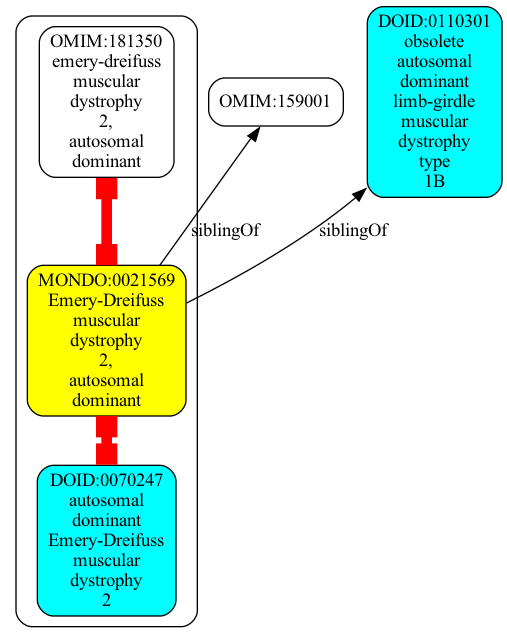 OMIM:181350
emery-dreifuss
muscular
dystrophy
2,
autosomal
dominant
OMIM:159001
DOID:0110301
obsolete
autosomal
dominant
limb-girdle
muscular
dystrophy
type
1B
siblingOf
siblingOf
MONDO:0021569
Emery-Dreifuss
muscular
dystrophy
2,
autosomal
dominant
DOID:0070247
autosomal
dominant
Emery-Dreifuss
muscular
dystrophy
2